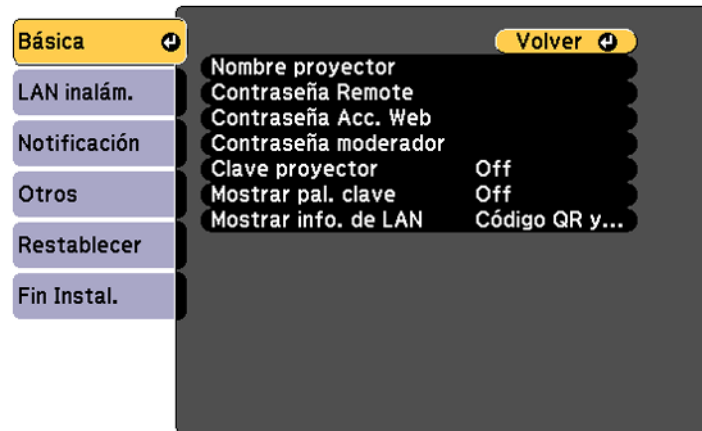 Básica
LAN inalám.
Notificación
Otros
Restablecer
Fin Instal.
Volver
Nombre proyector
Contraseña Remote
Contraseña Acc. Web
Contraseña moderador
Clave proyector Off
Mostrar pal. clave Off
Mostrar info. de LAN Código QR y...